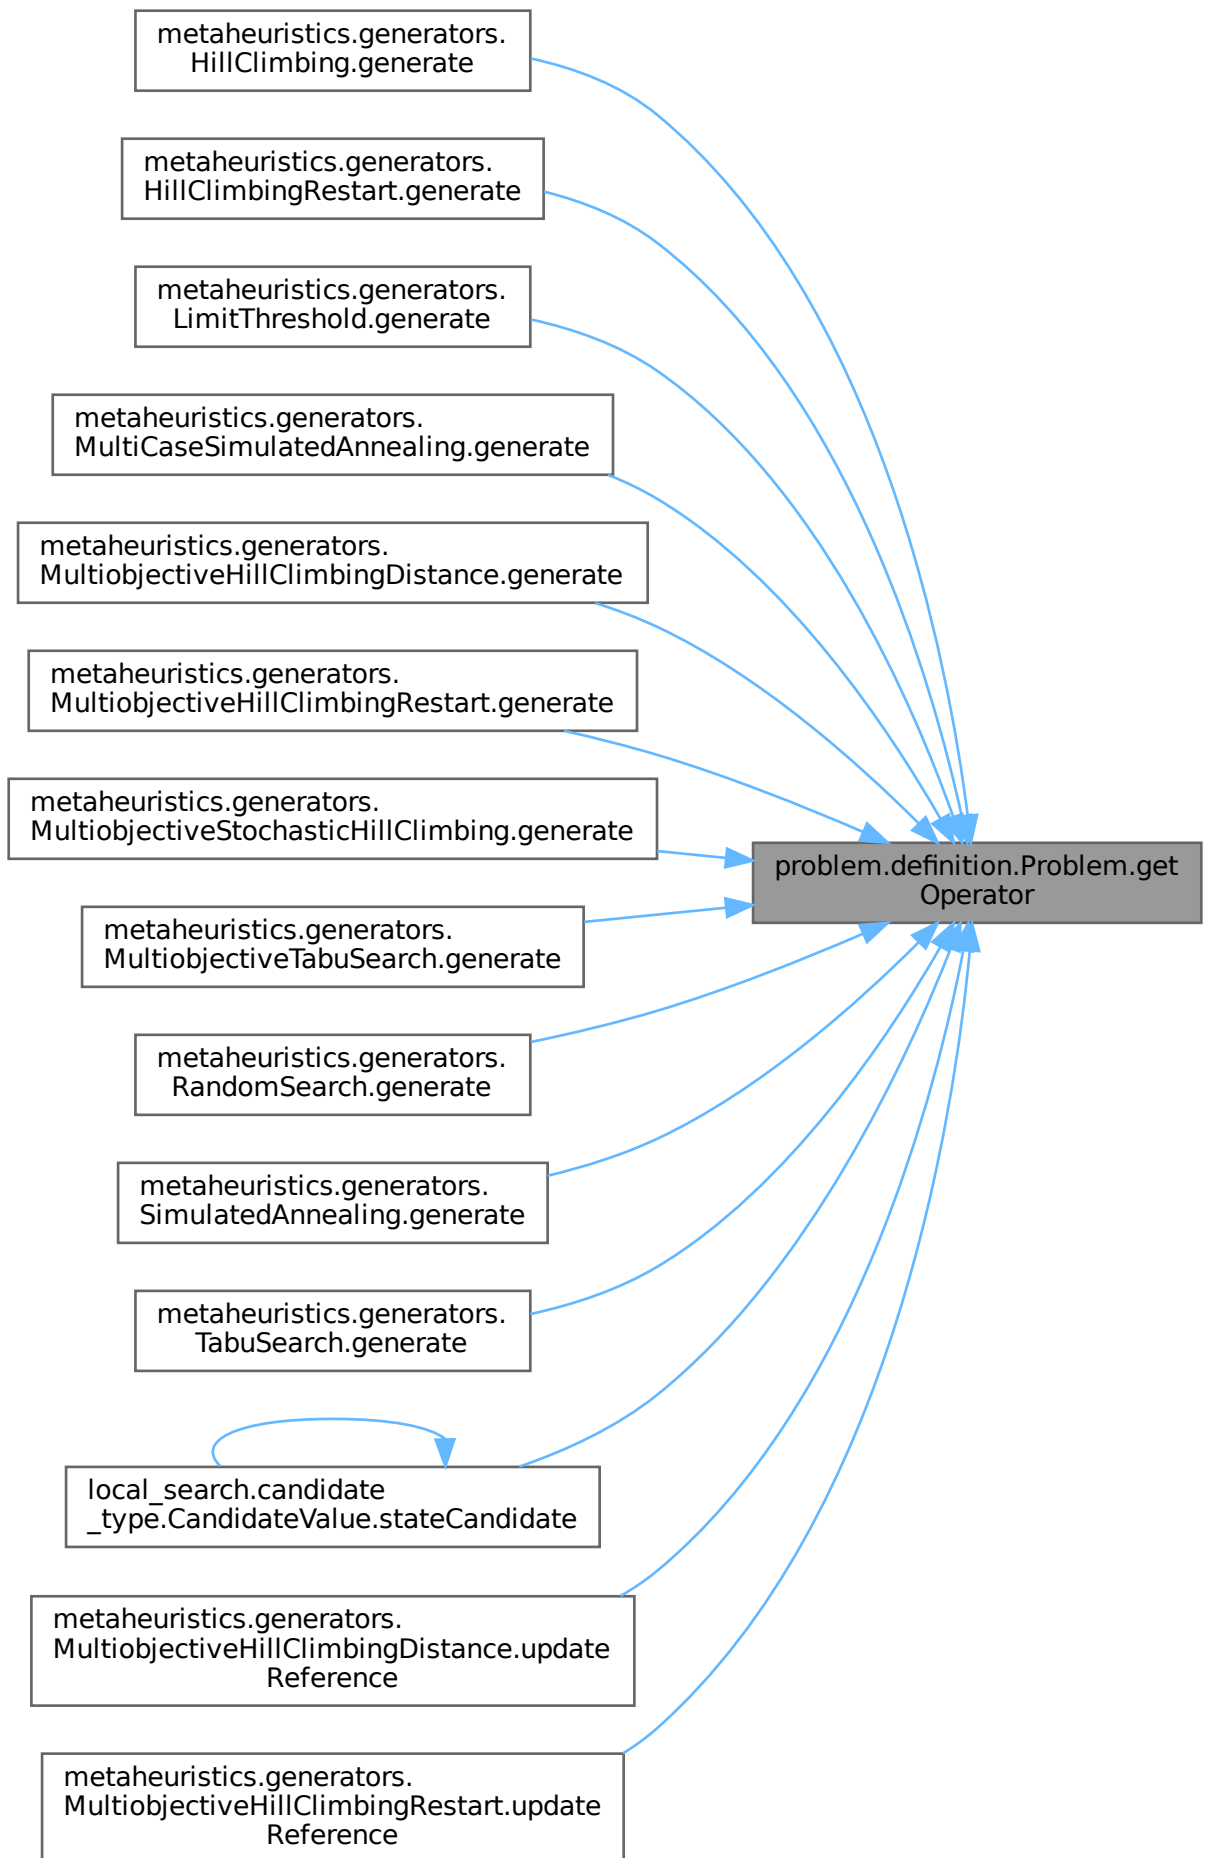 metaheuristics.generators.
HillClimbing.generate
metaheuristics.generators.
HillClimbingRestart.generate
metaheuristics.generators.
LimitThreshold.generate
metaheuristics.generators.
MultiCaseSimulatedAnnealing.generate
metaheuristics.generators.
MultiobjectiveHillClimbingDistance.generate
metaheuristics.generators.
MultiobjectiveHillClimbingRestart.generate
metaheuristics.generators.
MultiobjectiveStochasticHillClimbing.generate
problem.definition.Problem.get
Operator
metaheuristics.generators.
MultiobjectiveTabuSearch.generate
metaheuristics.generators.
RandomSearch.generate
metaheuristics.generators.
SimulatedAnnealing.generate
metaheuristics.generators.
TabuSearch.generate
local_search.candidate
_type.CandidateValue.stateCandidate
metaheuristics.generators.
MultiobjectiveHillClimbingDistance.update
Reference
metaheuristics.generators.
MultiobjectiveHillClimbingRestart.update
Reference